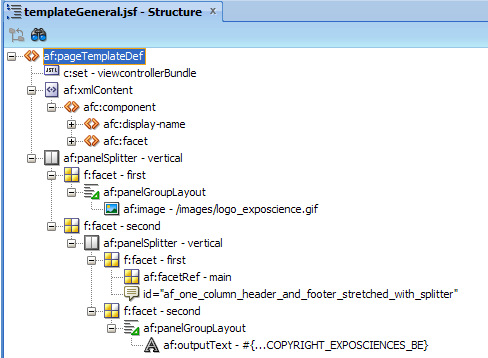 templateGeneral.jsf - Structure x
af:pageTemplateDef
JSTL c:set - viewcontrollerBundle
af:xmlContent
afc:component
afc:display-name
afc:facet
af:panelSplitter - vertical
f:facet - first
af:panelGroupLayout
af:image - /images/logo_exposcience.gif
f:facet - second
af:panelSplitter - vertical
f:facet - first
af:facetRef - main
id="af_one_column_header_and_footer_stretched_with_splitter"
f:facet - second
af:panelGroupLayout
A af:outputText - #{...COPYRIGHT_EXPOSCIENCES_BE}